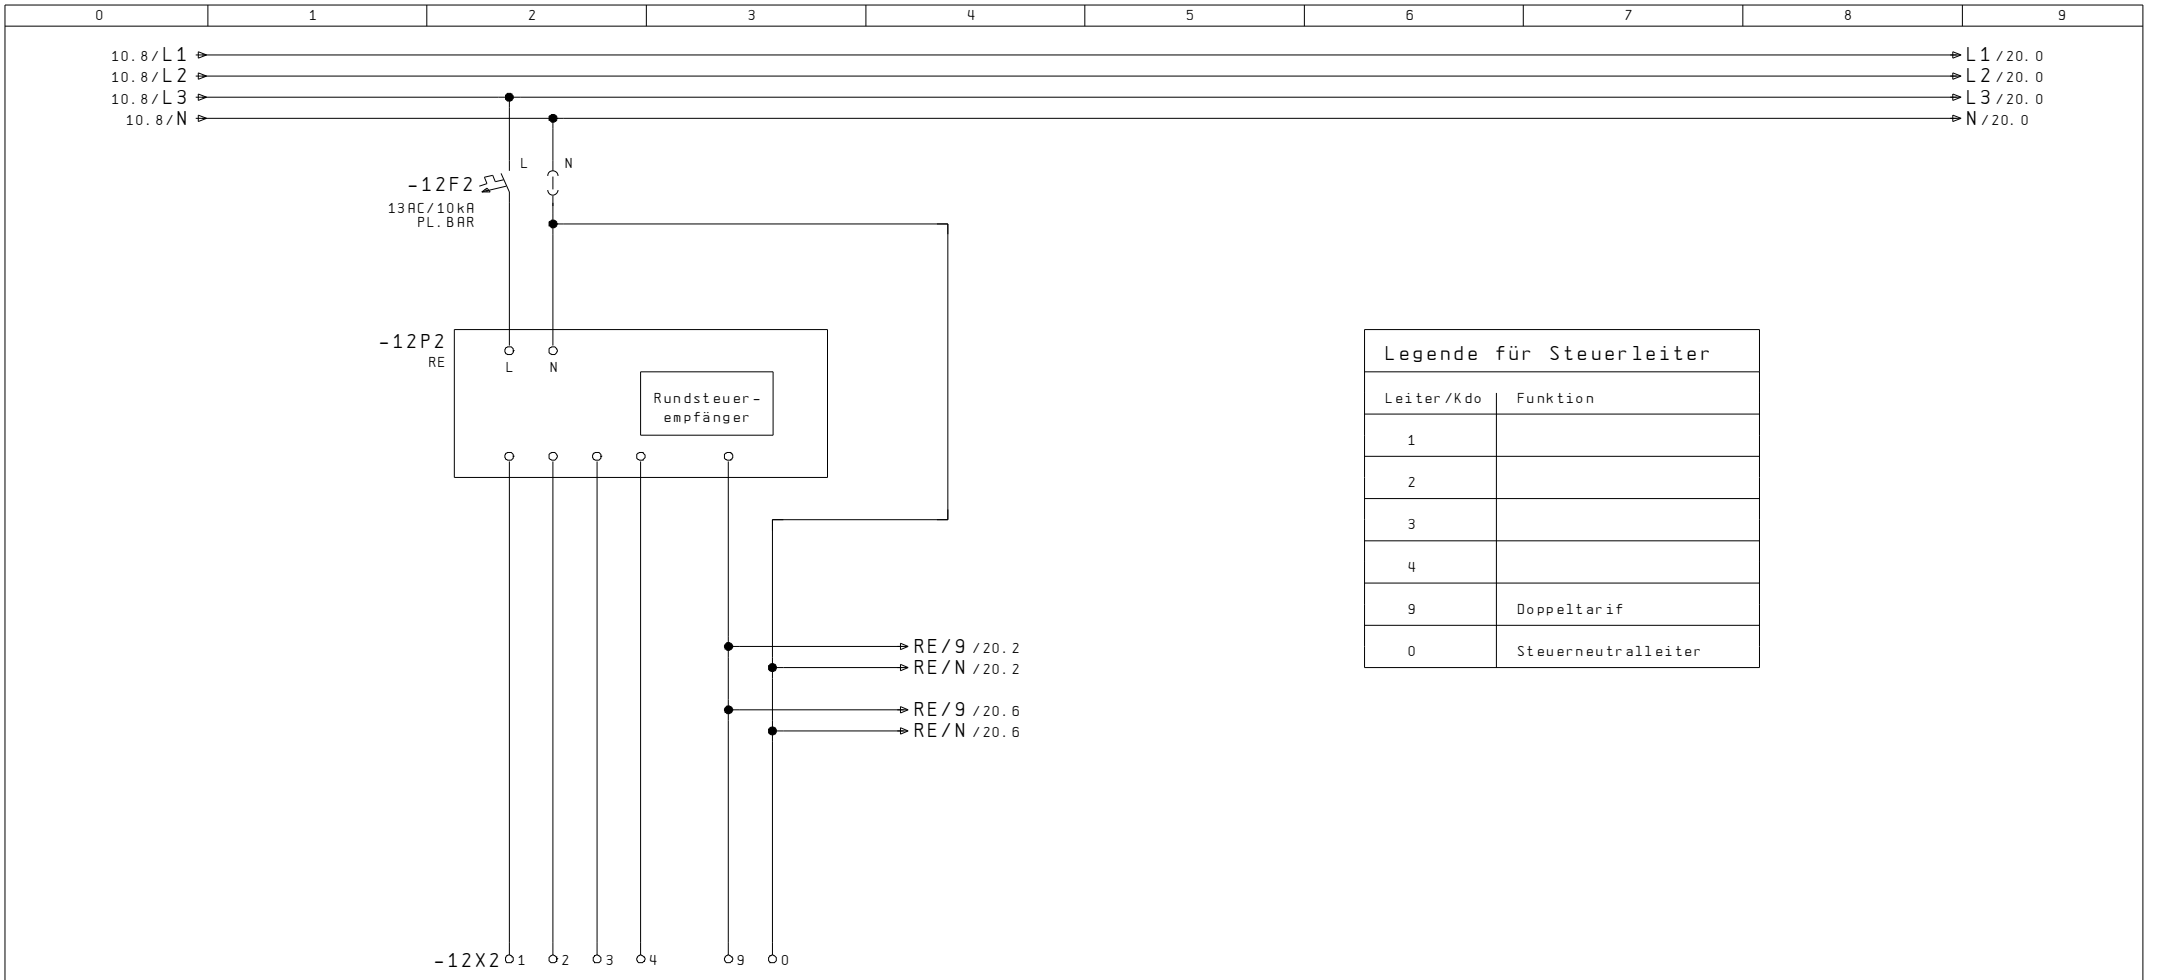 0 1 2 3 4 5 6 7 8 9
10.8/L1 L1/20.0
10.8/L2 L2/20.0
10.8/L3 L3/20.0
10.8/N N/20.0
L N
-12F2
13AC/10kA
PL.BAR
-12P2
RE
L N
Rundsteuer-
empfänger
Legende für Steuerleiter
Leiter/Kdo Funktion
1
2
3
4
9 Doppeltarif
0 Steuerneutralleiter
RE/9/20.2
RE/N/20.2
RE/9/20.6
RE/N/20.6
-12X2 1 2 3 4 9 0